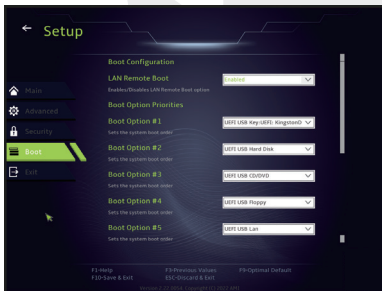 Setup
Boot Configuration
LAN Remote Boot
Enabled
Enables/Disables LAN Remote Boot option
Boot Option Priorities
Boot Option #1
UEFI USB Key:UEFI: KingstonD
Sets the system boot order
Boot Option #2
UEFI USB Hard Disk
Sets the system boot order
Boot Option #3
UEFI USB CD/DVD
Sets the system boot order
Boot Option #4
UEFI USB Floppy
Sets the system boot order
Boot Option #5
UEFI USB Lan
Sets the system boot order
Main
Advanced
Security
Boot
Exit
F1-Help F3-Previous Values F9-Optimal Default
F10-Save & Exit ESC-Discard & Exit